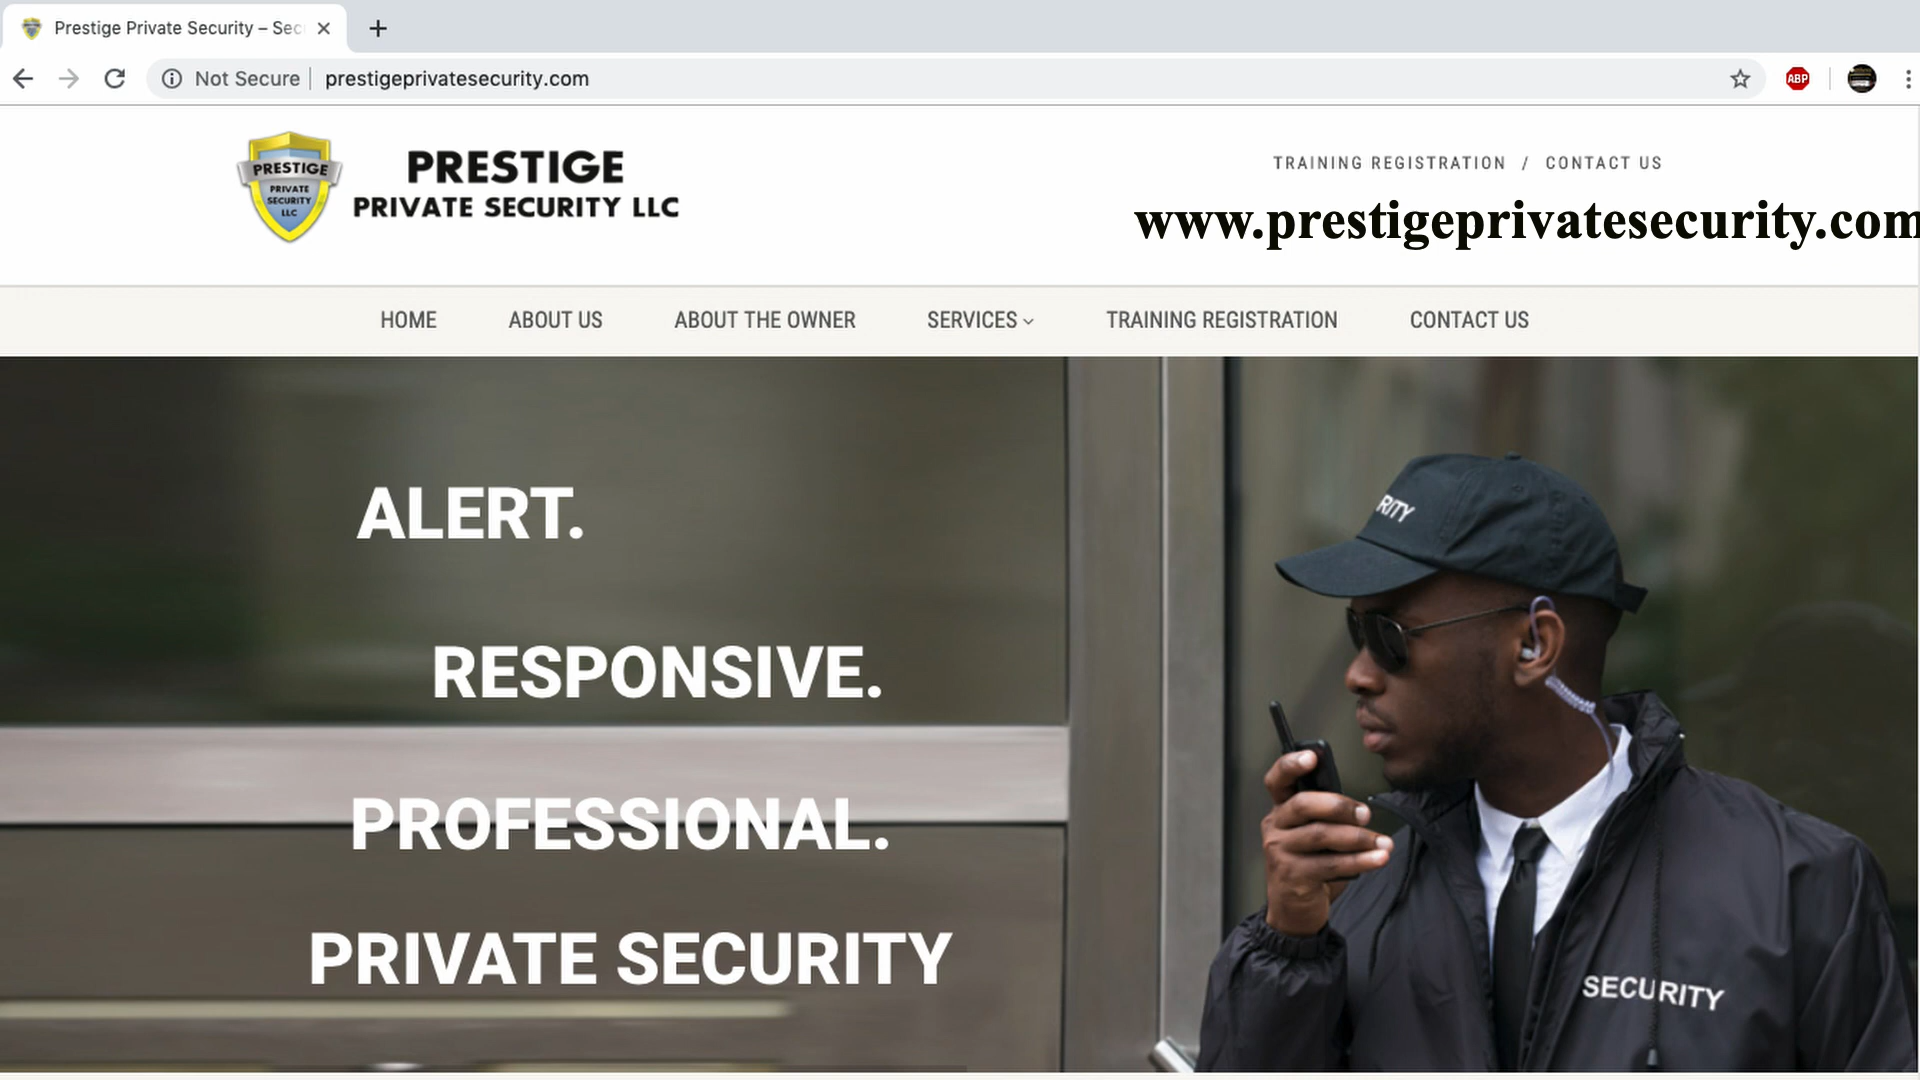 Prestige Private Security – Sec
Not Secure
prestigeprivatesecurity.com
ABP
PRESTIGE
PRIVATE
SECURITY
LLC
PRESTIGE
PRIVATE SECURITY LLC
TRAINING REGISTRATION / CONTACT US
www.prestigeprivatesecurity.com
HOME ABOUT US ABOUT THE OWNER SERVICES TRAINING REGISTRATION CONTACT US
ALERT.
RESPONSIVE.
PROFESSIONAL.
PRIVATE SECURITY
RITY
SECURITY